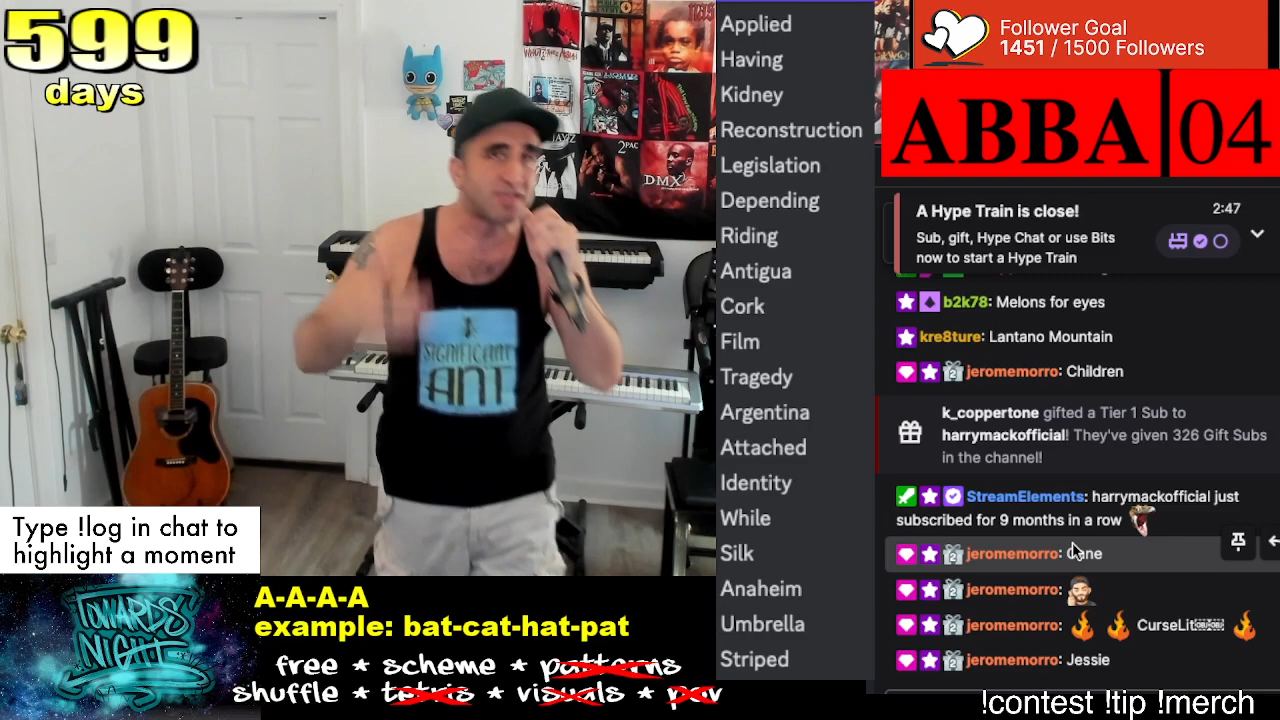 599
days
2PAC
DMX
SIGNIFICANT
ANT
Type !log in chat to
highlight a moment
TOWARDS
NIGHT
A-A-A-A
example: bat-cat-hat-pat
free * scheme * patterns
shuffle * tetris * visuals * pov
Applied
Having
Kidney
Reconstruction
Legislation
Depending
Riding
Antigua
Cork
Film
Tragedy
Argentina
Attached
Identity
While
Silk
Anaheim
Umbrella
Striped
Follower Goal
1451 / 1500 Followers
ABBA 04
A Hype Train is close!
2:47
Sub, gift, Hype Chat or use Bits
now to start a Hype Train
b2k78: Melons for eyes
kre8ture: Lantano Mountain
jeromemorro: Children
k_coppertone gifted a Tier 1 Sub to
harrymackofficial! They've given 326 Gift Subs
in the channel!
StreamElements: harrymackofficial just
subscribed for 9 months in a row
jeromemorro:
jeromemorro:
jeromemorro: 🔥 🔥 CurseLit 🔥
jeromemorro: Jessie
!contest !tip !merch